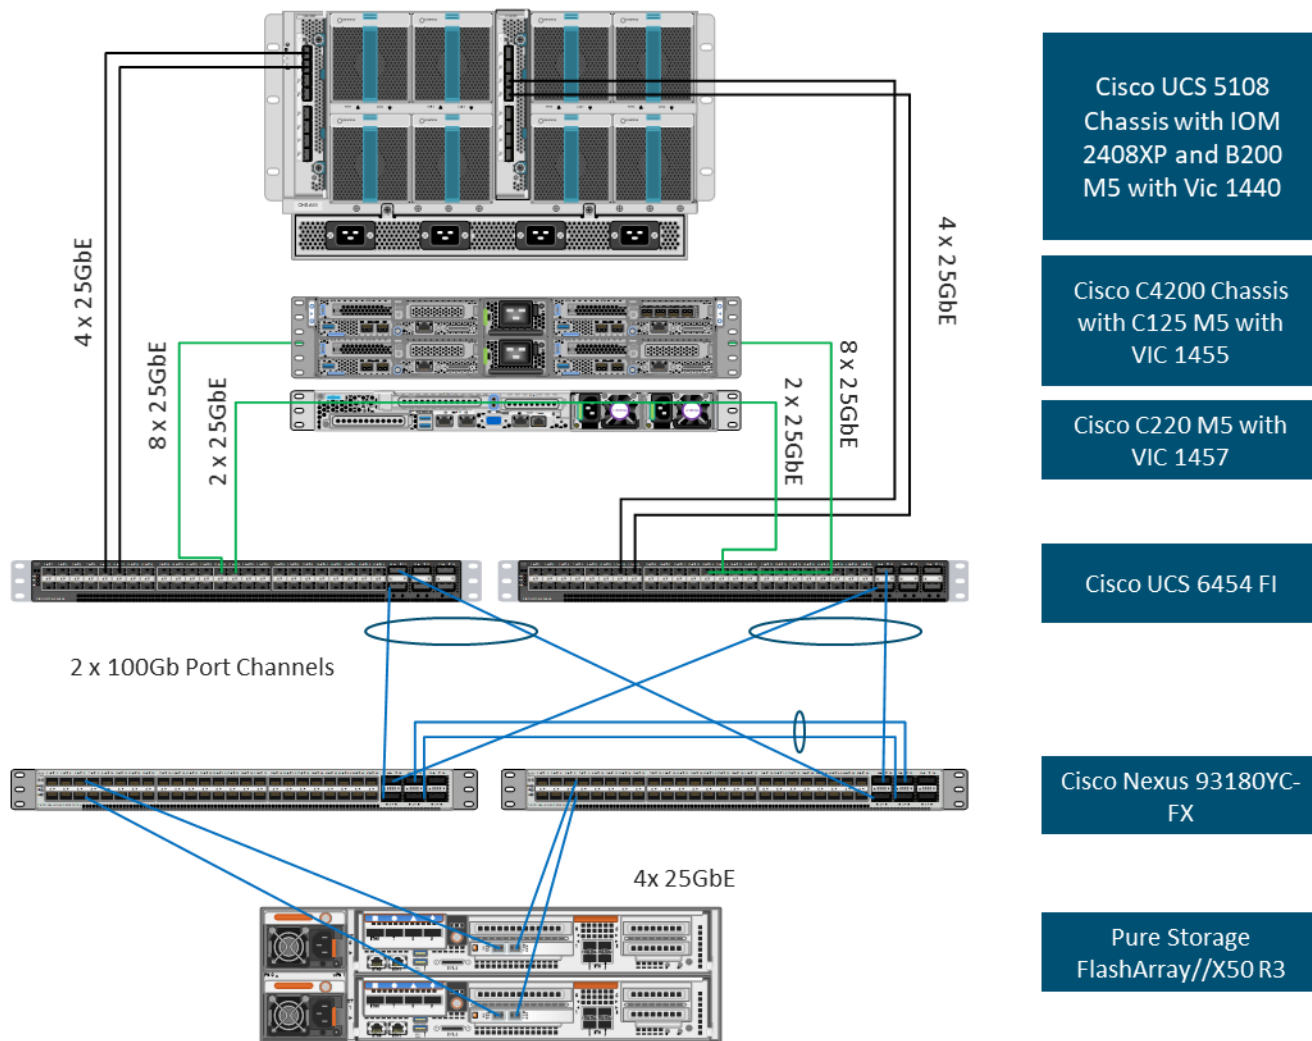 Cisco UCS 5108
Chassis with IOM
2408XP and B200
M5 with Vic 1440
4 x 25GbE
4 x 25GbE
Cisco C4200 Chassis
with C125 M5 with
VIC 1455
8 x 25GbE
2 x 25GbE
2 x 25GbE
8 x 25GbE
Cisco C220 M5 with
VIC 1457
Cisco UCS 6454 FI
2 x 100Gb Port Channels
Cisco Nexus 93180YC-
FX
4x 25GbE
Pure Storage
FlashArray//X50 R3